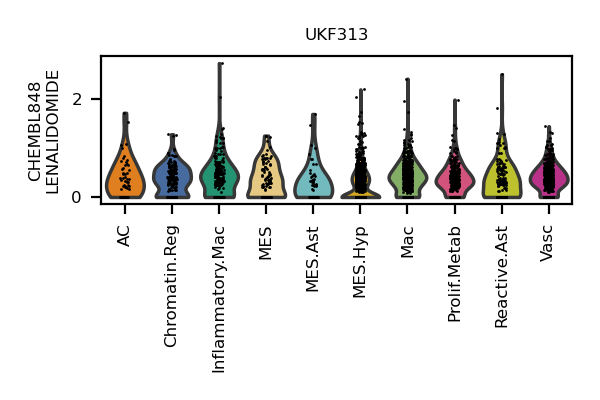 UKF313
CHEMBL848
LENALIDOMIDE
2
0
AC
Chromatin.Reg
Inflammatory.Mac
MES
MES.Ast
MES.Hyp
Mac
Prolif.Metab
Reactive.Ast
Vasc